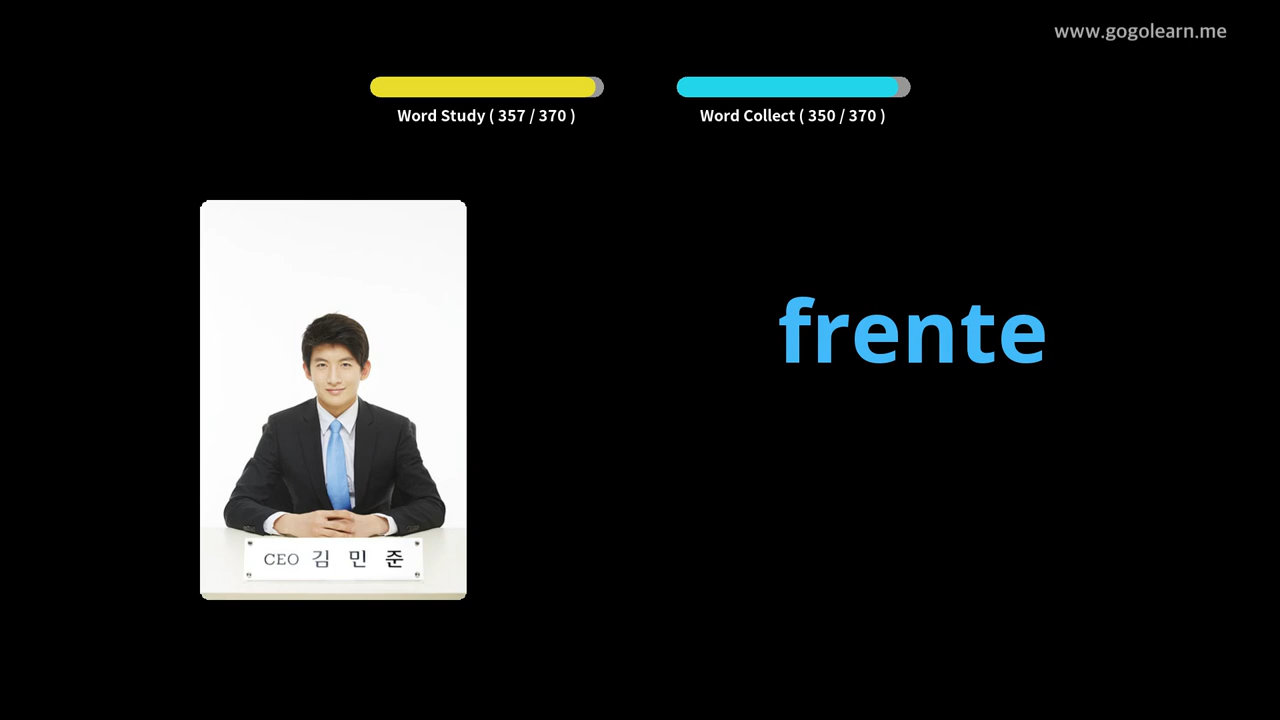 www.gogolearn.me
Word Study ( 357 / 370 )
Word Collect ( 350 / 370 )
frente
CEO 김 민 준